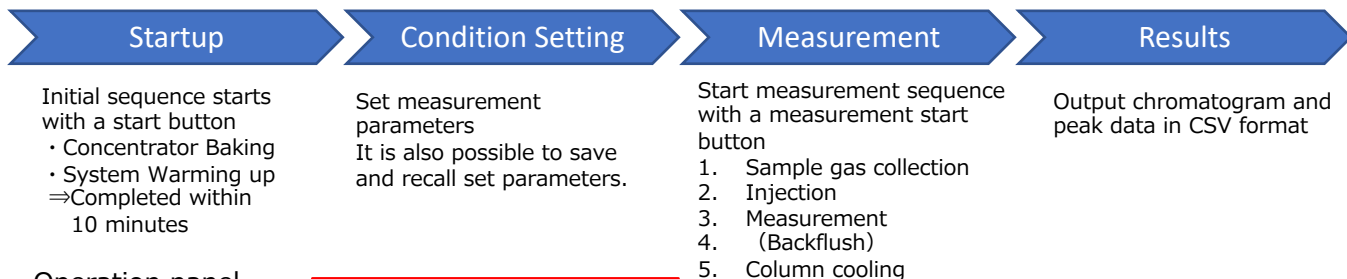 Startup
Condition Setting
Measurement
Results
Initial sequence starts
with a start button
・Concentrator Baking
・System Warming up
⇒Completed within
10 minutes
Set measurement
parameters
It is also possible to save
and recall set parameters.
Start measurement sequence
with a measurement start
button
1. Sample gas collection
2. Injection
3. Measurement
4. （Backflush）
5. Column cooling
Output chromatogram and
peak data in CSV format
Operation panel